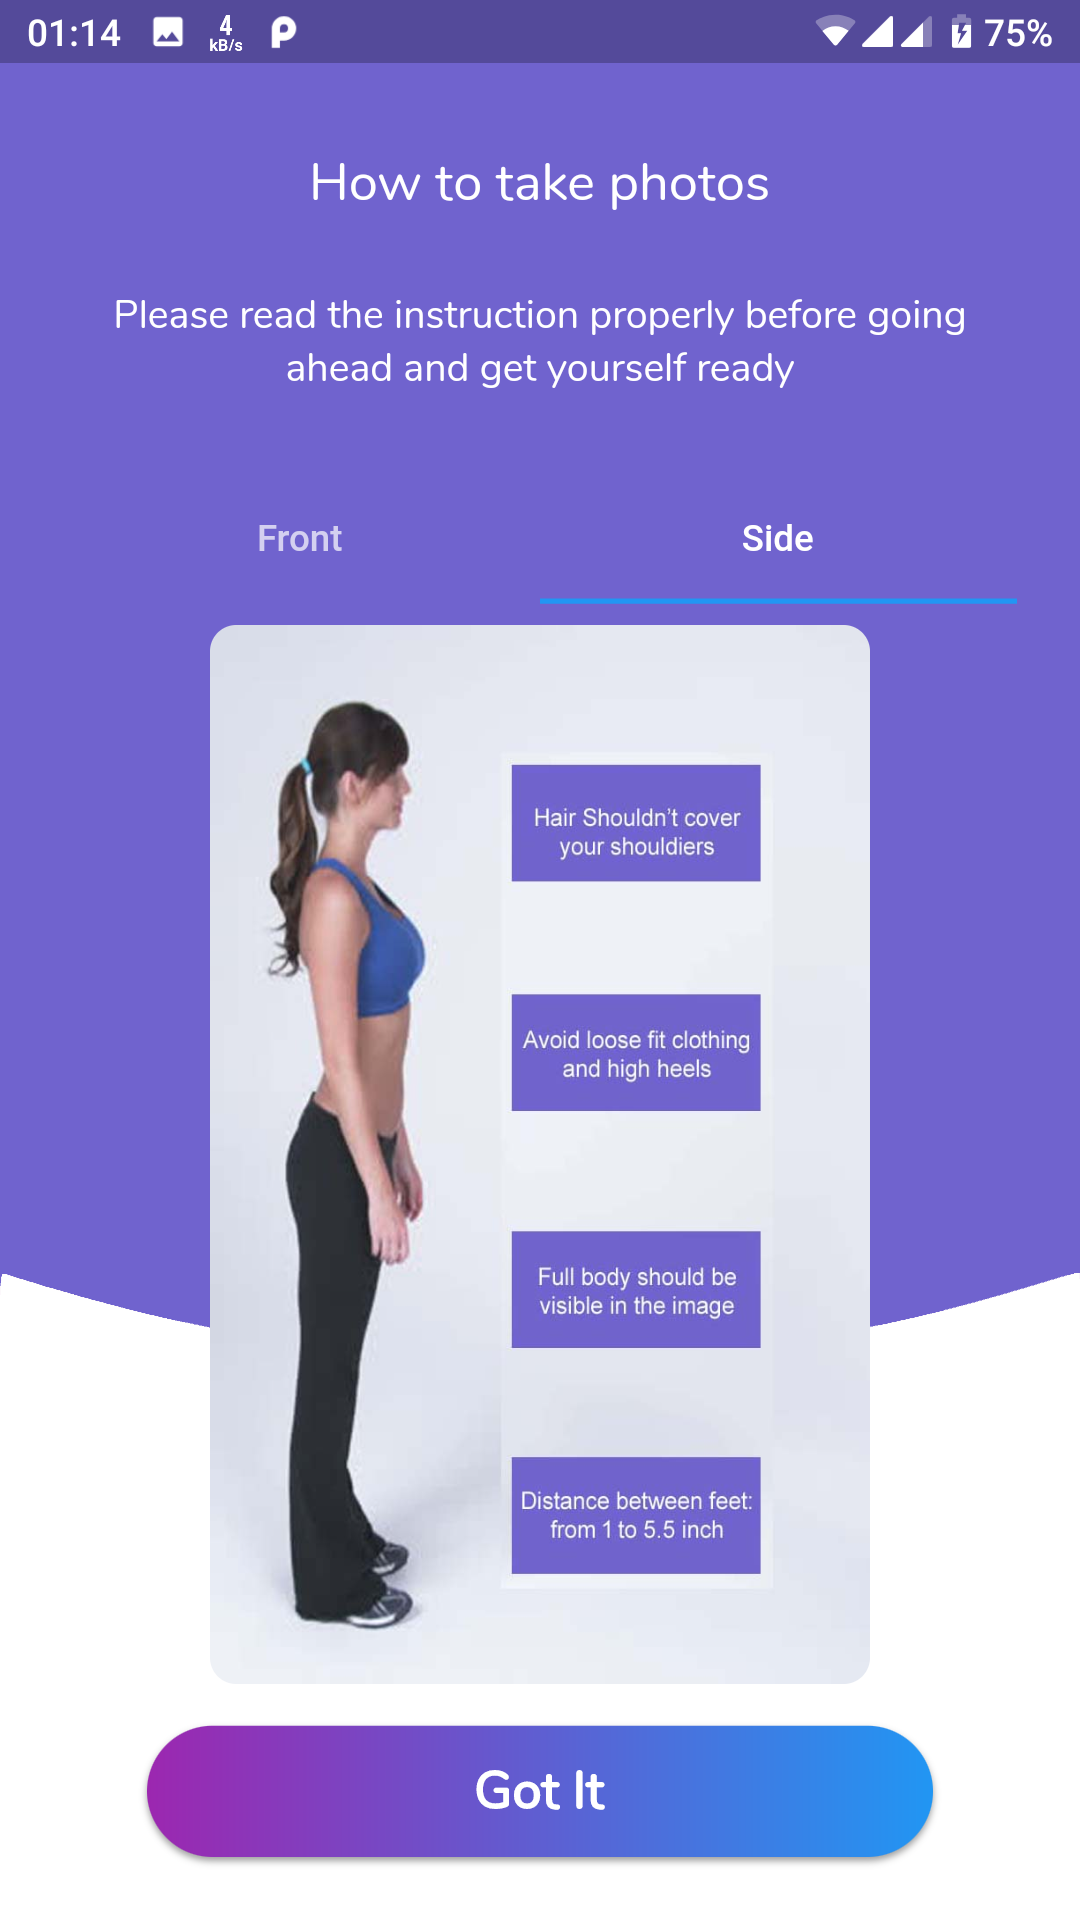 01:14
4
kB/s
75%
How to take photos
Please read the instruction properly before going
ahead and get yourself ready
Front
Side
Hair Shouldn't cover
your shouldiers
Avoid loose fit clothing
and high heels
Full body should be
visible in the image
Distance between feet:
from 1 to 5.5 inch
Got It